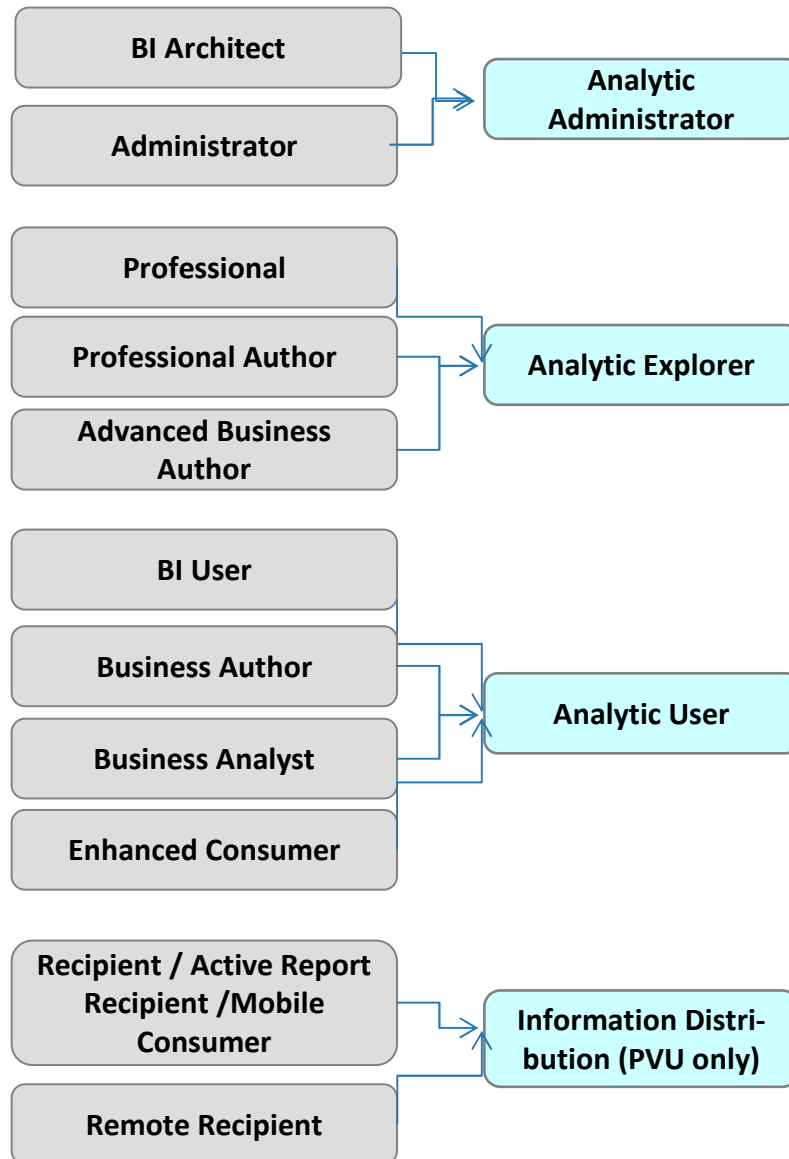 BI Architect
Administrator
Analytic
Administrator
Professional
Professional Author
Advanced Business
Author
Analytic Explorer
BI User
Business Author
Business Analyst
Enhanced Consumer
Analytic User
Recipient / Active Report
Recipient /Mobile
Consumer
Remote Recipient
Information Distri-
bution (PVU only)